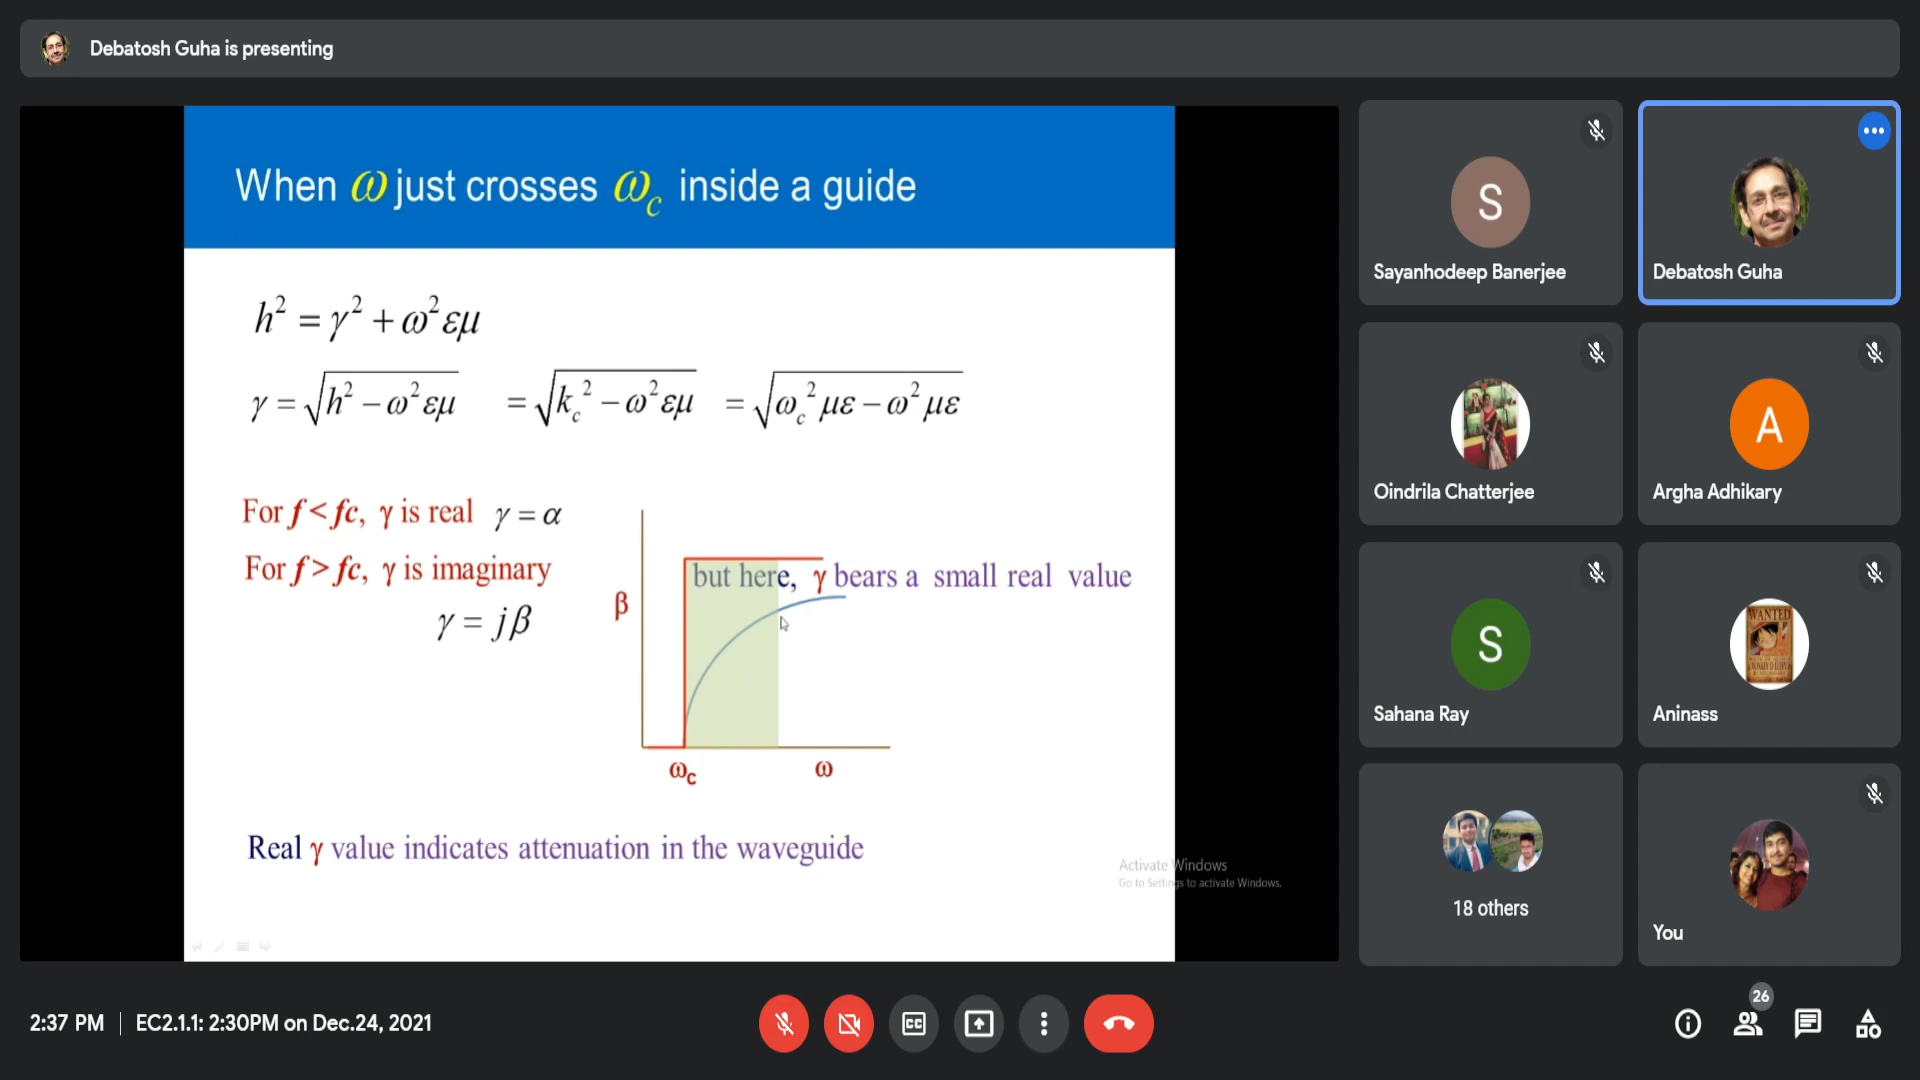 Debatosh Guha is presenting
When ω just crosses ω_c inside a guide
h² = γ² + ω²εμ
γ = √(h² − ω²εμ) = √(k_c² − ω²εμ) = √(ω_c²με − ω²με)
For f < fc, γ is real γ = α
For f > fc, γ is imaginary
but here, γ bears a small real value
γ = jβ
β
ω_c ω
Real γ value indicates attenuation in the waveguide
Activate Windows
Go to Settings to activate Windows.
S
Sayanhodeep Banerjee
Debatosh Guha
Oindrila Chatterjee
A
Argha Adhikary
S
Sahana Ray
WANTED
Aninass
18 others
You
2:37 PM | EC2.1.1: 2:30PM on Dec.24, 2021
CC
26